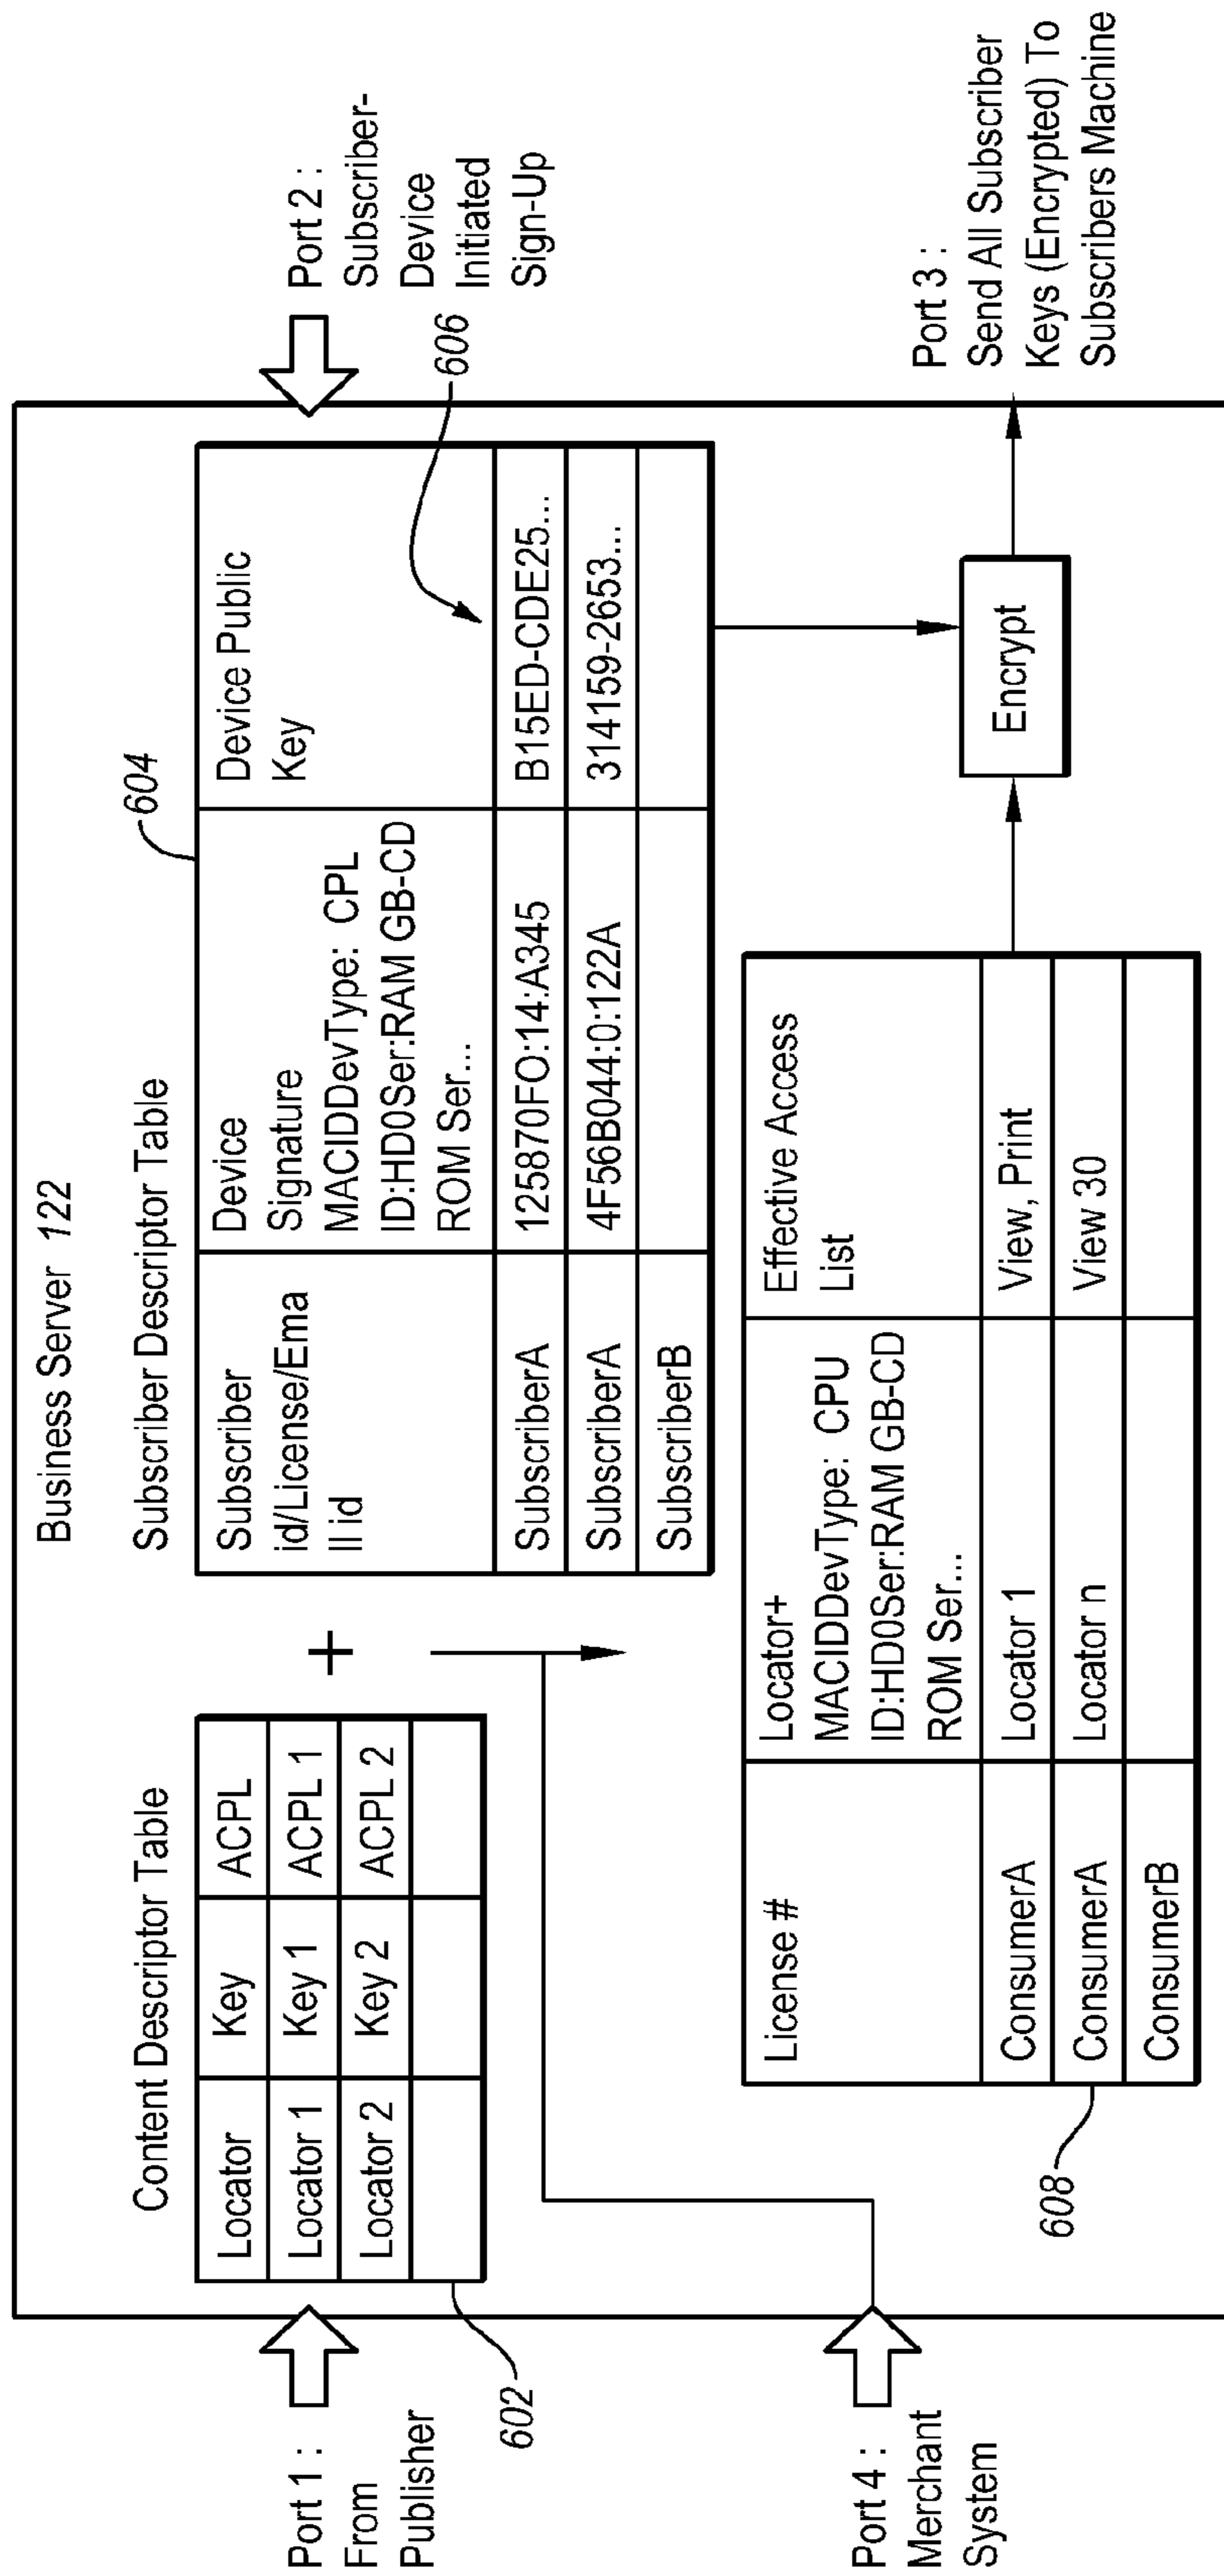 Business Server 122
Content Descriptor Table
Locator Key ACPL
Locator 1 Key 1 ACPL 1
Locator 2 Key 2 ACPL 2
602
Port 1 :
From
Publisher
+
Subscriber Descriptor Table
604
Subscriber
id/License/Ema
Il id
Device
Signature
MACIDDevType: CPL
ID:HD0Ser:RAM GB-CD
ROM Ser...
Device Public
Key
SubscriberA 125870FO:14:A345 B15ED-CDE25...
SubscriberA 4F56B044:0:122A 314159-2653...
SubscriberB
606
Port 2 :
Subscriber-
Device
Initiated
Sign-Up
Port 4 :
Merchant
System
License #
Locator+
MACIDDevType: CPU
ID:HD0Ser:RAM GB-CD
ROM Ser...
Effective Access
List
ConsumerA Locator 1 View, Print
ConsumerA Locator n View 30
ConsumerB
608
Encrypt
Port 3 :
Send All Subscriber
Keys (Encrypted) To
Subscribers Machine